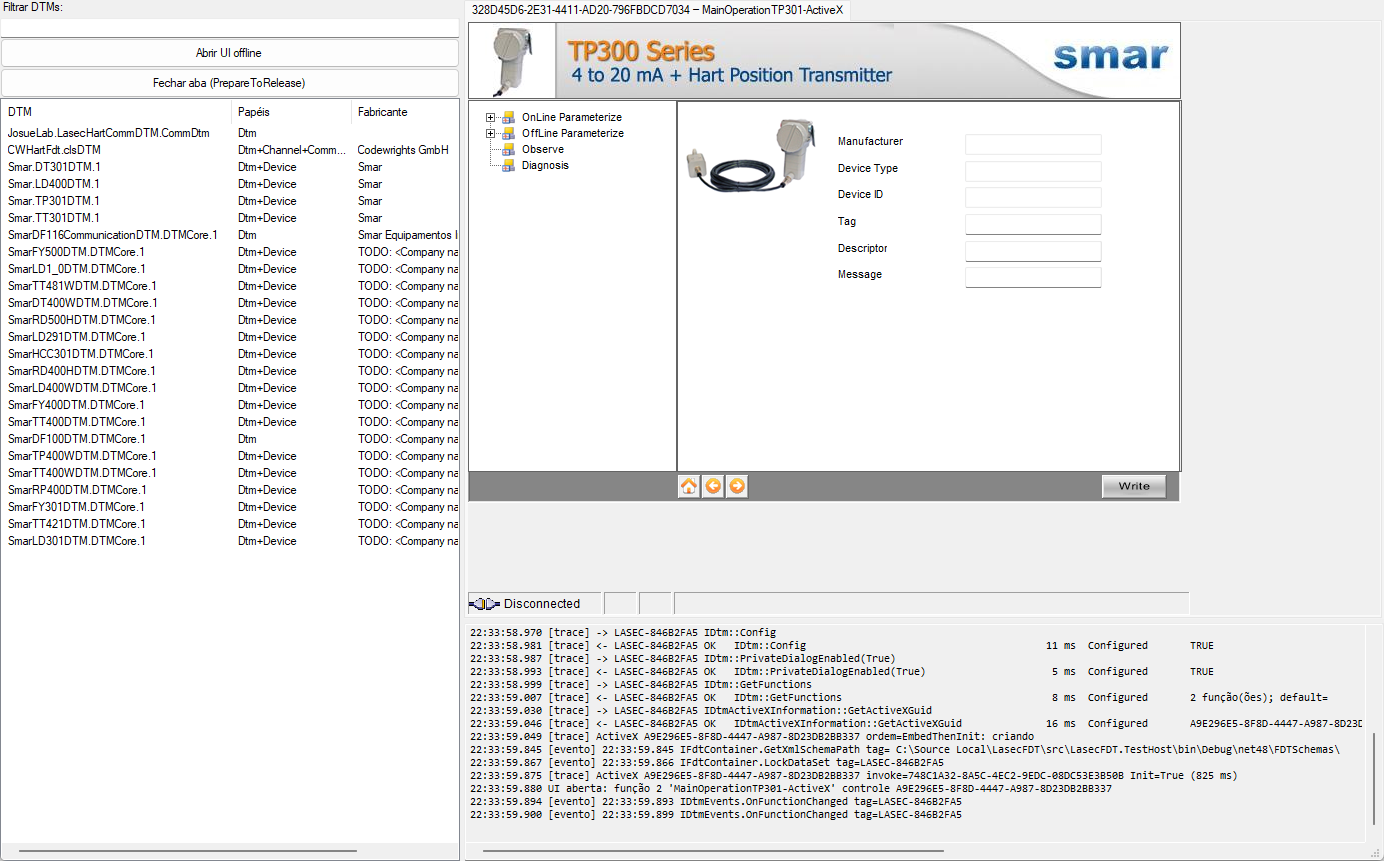 Filtrar DTMs:
Abrir UI offline
Fechar aba (PrepareToRelease)
DTM Papéis Fabricante
JosueLab.LasecHartCommDTM.CommDtm Dtm
CWHartFdt.clsDTM Dtm+Channel+Comm... Codewrights GmbH
Smar.DT301DTM.1 Dtm+Device Smar
Smar.LD400DTM.1 Dtm+Device Smar
Smar.TP301DTM.1 Dtm+Device Smar
Smar.TT301DTM.1 Dtm+Device Smar
SmarDF116CommunicationDTM.DTMCore.1 Dtm Smar Equipamentos I
SmarFY500DTM.DTMCore.1 Dtm+Device TODO: <Company na
SmarLD1_0DTM.DTMCore.1 Dtm+Device TODO: <Company na
SmarTT481WDTM.DTMCore.1 Dtm+Device TODO: <Company na
SmarDT400WDTM.DTMCore.1 Dtm+Device TODO: <Company na
SmarRD500HDTM.DTMCore.1 Dtm+Device TODO: <Company na
SmarLD291DTM.DTMCore.1 Dtm+Device TODO: <Company na
SmarHCC301DTM.DTMCore.1 Dtm+Device TODO: <Company na
SmarRD400HDTM.DTMCore.1 Dtm+Device TODO: <Company na
SmarLD400WDTM.DTMCore.1 Dtm+Device TODO: <Company na
SmarFY400DTM.DTMCore.1 Dtm+Device TODO: <Company na
SmarTT400DTM.DTMCore.1 Dtm+Device TODO: <Company na
SmarDF100DTM.DTMCore.1 Dtm TODO: <Company na
SmarTP400WDTM.DTMCore.1 Dtm+Device TODO: <Company na
SmarTT400WDTM.DTMCore.1 Dtm+Device TODO: <Company na
SmarRP400DTM.DTMCore.1 Dtm+Device TODO: <Company na
SmarFY301DTM.DTMCore.1 Dtm+Device TODO: <Company na
SmarTT421DTM.DTMCore.1 Dtm+Device TODO: <Company na
SmarLD301DTM.DTMCore.1 Dtm+Device TODO: <Company na
328D45D6-2E31-4411-AD20-796FBDCD7034 – MainOperationTP301-ActiveX
TP300 Series
4 to 20 mA + Hart Position Transmitter
smar
OnLine Parameterize
OffLine Parameterize
Observe
Diagnosis
Manufacturer
Device Type
Device ID
Tag
Descriptor
Message
Write
Disconnected
22:33:58.970 [trace] -> LASEC-846B2FA5 IDtm::Config
22:33:58.981 [trace] <- LASEC-846B2FA5 OK IDtm::Config 11 ms Configured TRUE
22:33:58.987 [trace] -> LASEC-846B2FA5 IDtm::PrivateDialogEnabled(True)
22:33:58.993 [trace] <- LASEC-846B2FA5 OK IDtm::PrivateDialogEnabled(True) 5 ms Configured TRUE
22:33:58.999 [trace] -> LASEC-846B2FA5 IDtm::GetFunctions
22:33:59.007 [trace] <- LASEC-846B2FA5 OK IDtm::GetFunctions 8 ms Configured 2 função(ões); default=
22:33:59.030 [trace] -> LASEC-846B2FA5 IDtmActiveXInformation::GetActiveXGuid
22:33:59.046 [trace] <- LASEC-846B2FA5 OK IDtmActiveXInformation::GetActiveXGuid 16 ms Configured A9E296E5-8F8D-4447-A987-8D23D
22:33:59.049 [trace] ActiveX A9E296E5-8F8D-4447-A987-8D23DB2BB337 ordem=EmbedThenInit: criando
22:33:59.845 [evento] 22:33:59.845 IFdtContainer.GetXmlSchemaPath tag= C:\Source Local\LasecFDT\src\LasecFDT.TestHost\bin\Debug\net48\FDTSchemas\
22:33:59.867 [evento] 22:33:59.866 IFdtContainer.LockDataSet tag=LASEC-846B2FA5
22:33:59.875 [trace] ActiveX A9E296E5-8F8D-4447-A987-8D23DB2BB337 invoke=748C1A32-8A5C-4EC2-9EDC-08DC53E3B50B Init=True (825 ms)
22:33:59.880 UI aberta: função 2 'MainOperationTP301-ActiveX' controle A9E296E5-8F8D-4447-A987-8D23DB2BB337
22:33:59.894 [evento] 22:33:59.893 IDtmEvents.OnFunctionChanged tag=LASEC-846B2FA5
22:33:59.900 [evento] 22:33:59.899 IDtmEvents.OnFunctionChanged tag=LASEC-846B2FA5